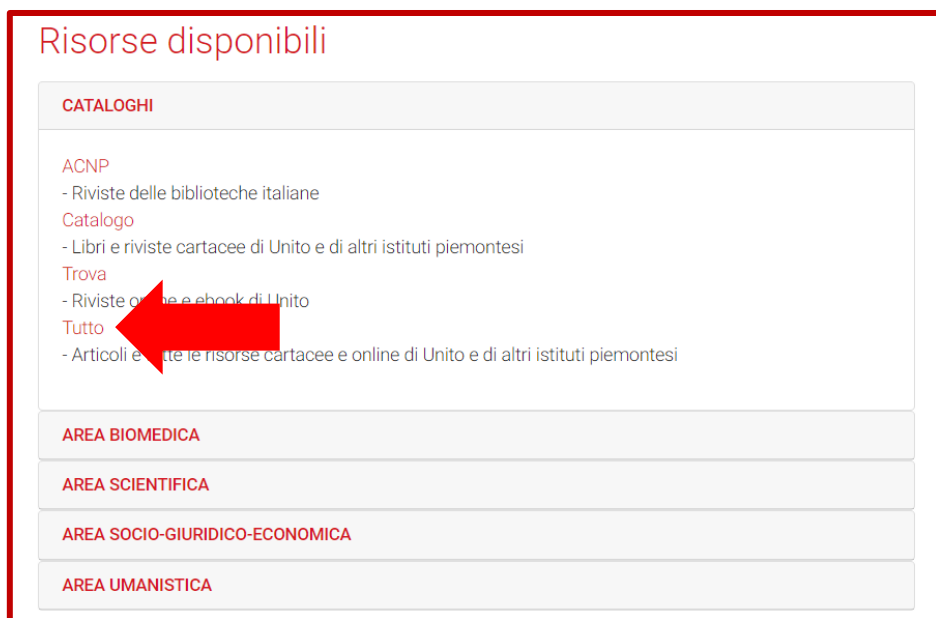 Risorse disponibili
CATALOGHI
ACNP
- Riviste delle biblioteche italiane
Catalogo
- Libri e riviste cartacee di Unito e di altri istituti piemontesi
Trova
- Riviste e ebook di Unito
Tutto
- Articoli e le risorse cartacee e online di Unito e di altri istituti piemontesi
AREA BIOMEDICA
AREA SCIENTIFICA
AREA SOCIO-GIURIDICO-ECONOMICA
AREA UMANISTICA